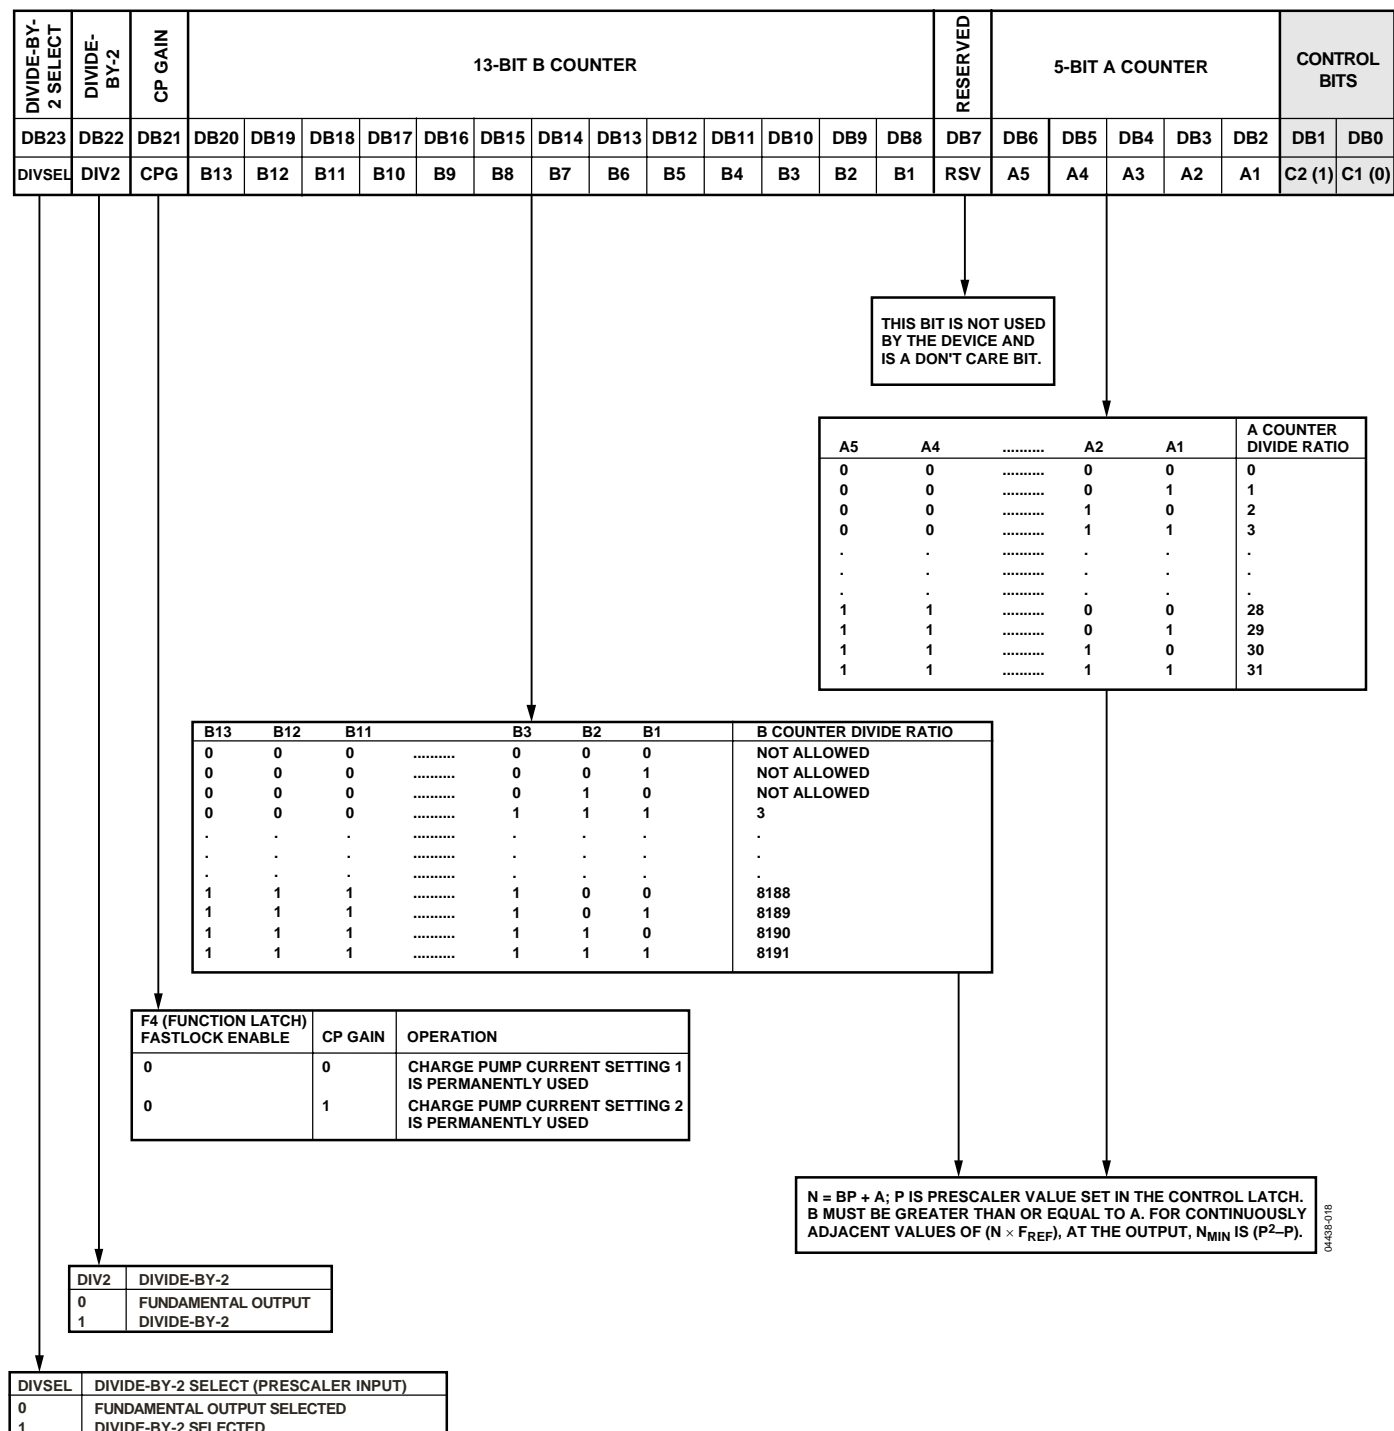 DIVIDE-BY-
2 SELECT
DIVIDE-
BY-2
CP GAIN
13-BIT B COUNTER
RESERVED
5-BIT A COUNTER
CONTROL
BITS
DB23 DB22 DB21 DB20 DB19 DB18 DB17 DB16 DB15 DB14 DB13 DB12 DB11 DB10 DB9 DB8 DB7 DB6 DB5 DB4 DB3 DB2 DB1 DB0
DIVSEL DIV2 CPG B13 B12 B11 B10 B9 B8 B7 B6 B5 B4 B3 B2 B1 RSV A5 A4 A3 A2 A1 C2 (1) C1 (0)
THIS BIT IS NOT USED
BY THE DEVICE AND
IS A DON'T CARE BIT.
A5 A4 .......... A2 A1 A COUNTER
DIVIDE RATIO
0 0 .......... 0 0 0
0 0 .......... 0 1 1
0 0 .......... 1 0 2
0 0 .......... 1 1 3
. . .......... . . .
. . .......... . . .
. . .......... . . .
1 1 .......... 0 0 28
1 1 .......... 0 1 29
1 1 .......... 1 0 30
1 1 .......... 1 1 31
B13 B12 B11 B3 B2 B1 B COUNTER DIVIDE RATIO
0 0 0 .......... 0 0 0 NOT ALLOWED
0 0 0 .......... 0 0 1 NOT ALLOWED
0 0 0 .......... 0 1 0 NOT ALLOWED
0 0 0 .......... 1 1 1 3
. . . .......... . . . .
. . . .......... . . . .
. . . .......... . . . .
1 1 1 .......... 1 0 0 8188
1 1 1 .......... 1 0 1 8189
1 1 1 .......... 1 1 0 8190
1 1 1 .......... 1 1 1 8191
F4 (FUNCTION LATCH)
FASTLOCK ENABLE CP GAIN OPERATION
0 0 CHARGE PUMP CURRENT SETTING 1
IS PERMANENTLY USED
0 1 CHARGE PUMP CURRENT SETTING 2
IS PERMANENTLY USED
N = BP + A; P IS PRESCALER VALUE SET IN THE CONTROL LATCH.
B MUST BE GREATER THAN OR EQUAL TO A. FOR CONTINUOUSLY
ADJACENT VALUES OF (N × FREF), AT THE OUTPUT, NMIN IS (P2–P).
04438-018
DIV2 DIVIDE-BY-2
0 FUNDAMENTAL OUTPUT
1 DIVIDE-BY-2
DIVSEL DIVIDE-BY-2 SELECT (PRESCALER INPUT)
0 FUNDAMENTAL OUTPUT SELECTED
1 DIVIDE-BY-2 SELECTED